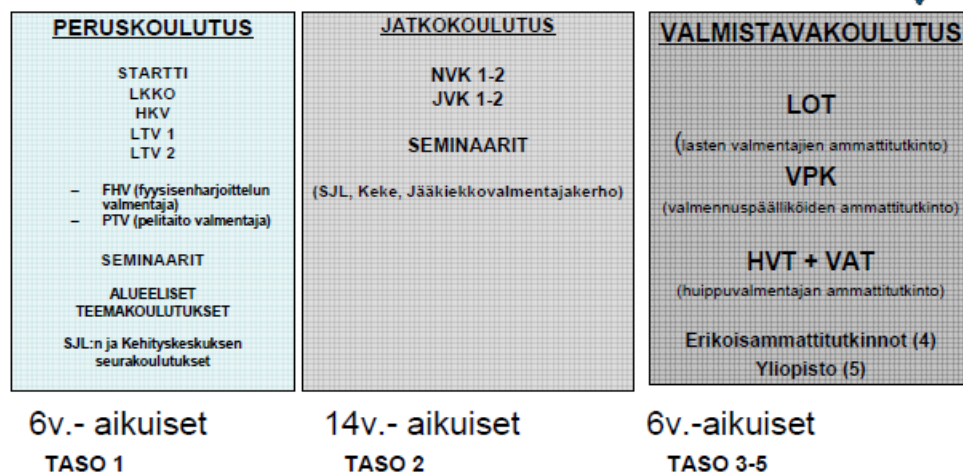 PERUSKOULUTUS
STARTTI
LKKO
HKV
LTV 1
LTV 2
– FHV (fyysisenharjoittelun
valmentaja)
– PTV (pelitaito valmentaja)
SEMINAARIT
ALUEELISET
TEEMAKOULUTUKSET
SJL:n ja Kehityskeskuksen
seurakoulutukset
6v.- aikuiset
TASO 1
JATKOKOULUTUS
NVK 1-2
JVK 1-2
SEMINAARIT
(SJL, Keke, Jääkiekkovalmentajakerho)
14v.- aikuiset
TASO 2
VALMISTAVAKOULUTUS
LOT
(lasten valmentajien ammattitutkinto)
VPK
(valmennuspäälliköiden ammattitutkinto)
HVT + VAT
(huippuvalmentajan ammattitutkinto)
Erikoisammattitutkinnot (4)
Yliopisto (5)
6v.-aikuiset
TASO 3-5